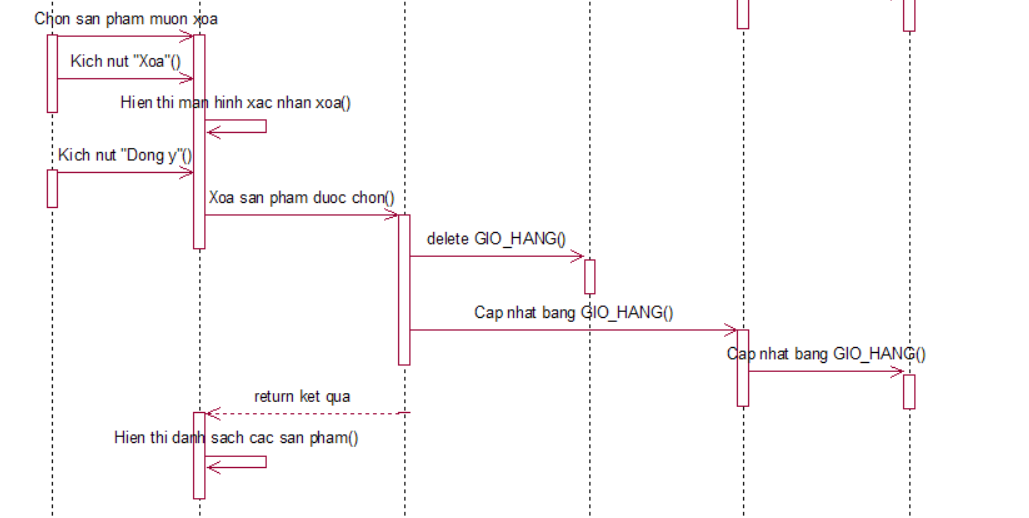 Chon san pham muon xoa
Kich nut "Xoa"()
Hien thi man hinh xac nhan xoa()
Kich nut "Dong y"()
Xoa san pham duoc chon()
delete GIO_HANG()
Cap nhat bang GIO_HANG()
Cap nhat bang GIO_HANG()
return ket qua
Hien thi danh sach cac san pham()